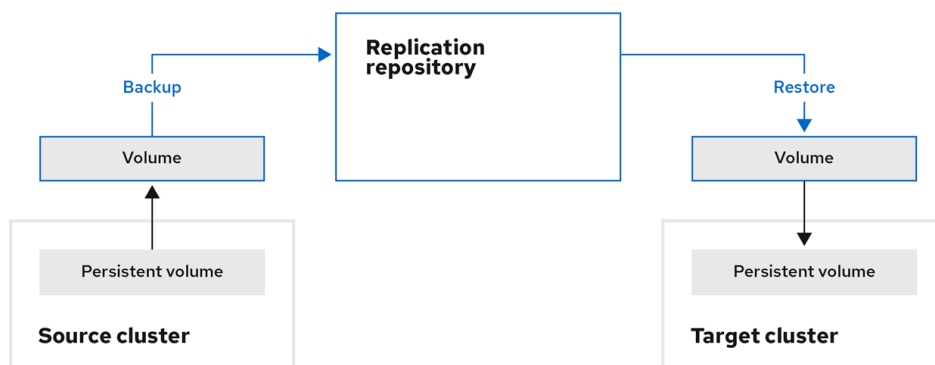 Replication
repository
Backup
Restore
Volume
Volume
Persistent volume
Persistent volume
Source cluster
Target cluster